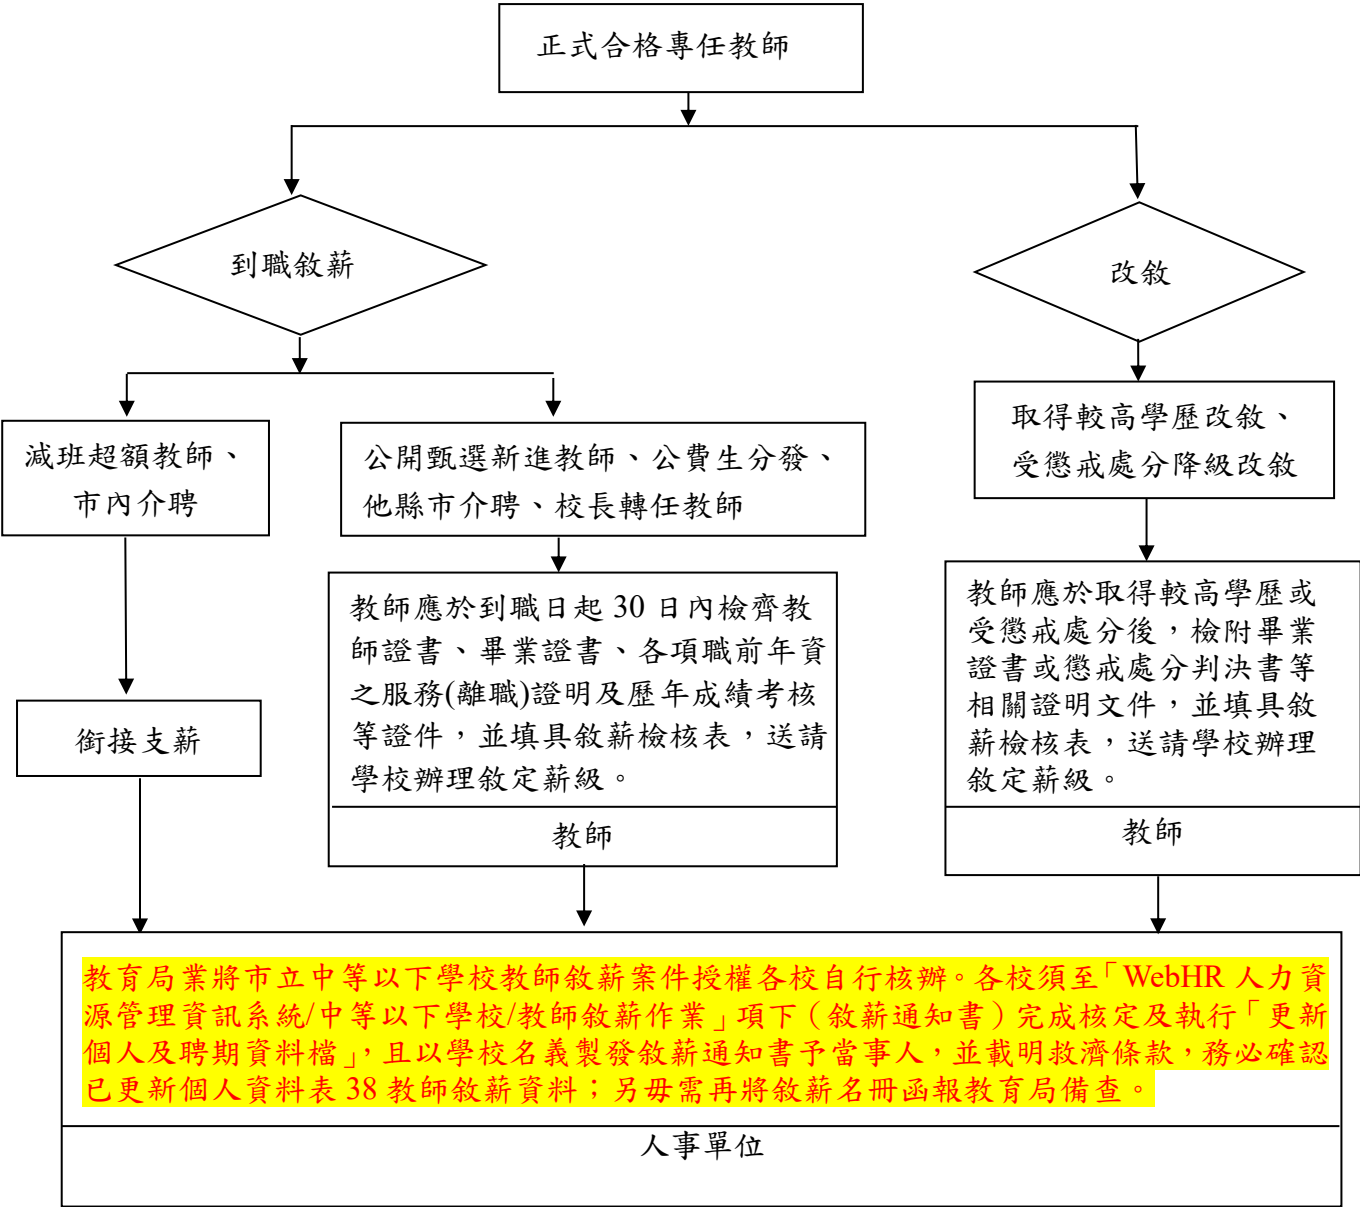 正式合格專任教師
到職敘薪
改敘
減班超額教師、
市內介聘
公開甄選新進教師、公費生分發、
他縣市介聘、校長轉任教師
取得較高學歷改敘、
受懲戒處分降級改敘
銜接支薪
教師應於到職日起 30 日內檢齊教
師證書、畢業證書、各項職前年資
之服務(離職)證明及歷年成績考核
等證件，並填具敘薪檢核表，送請
學校辦理敘定薪級。
教師
教師應於取得較高學歷或
受懲戒處分後，檢附畢業
證書或懲戒處分判決書等
相關證明文件，並填具敘
薪檢核表，送請學校辦理
敘定薪級。
教師
教育局業將市立中等以下學校教師敘薪案件授權各校自行核辦。各校須至「WebHR 人力資
源管理資訊系統/中等以下學校/教師敘薪作業」項下（敘薪通知書）完成核定及執行「更新
個人及聘期資料檔」，且以學校名義製發敘薪通知書予當事人，並載明救濟條款，務必確認
已更新個人資料表 38 教師敘薪資料；另毋需再將敘薪名冊函報教育局備查。
人事單位